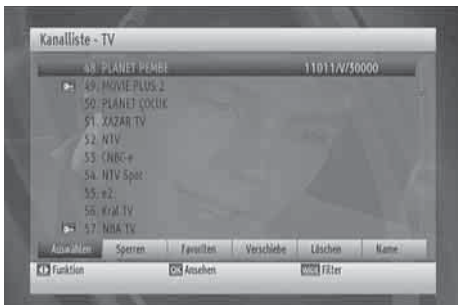 Kanalliste - TV
48. PLANET PEMBE 11011/V/30000
49. MOVIE PLUS 2
50. PLANET ÇOCUK
51. XAZAR TV
52. NTV
53. CNBC-e
54. NTV Spor
55. e2
56. Kral TV
57. NBA TV
Auswählen Sperren Favoriten Verschiebe Löschen Name
Funktion OK Ansehen MENU Filter